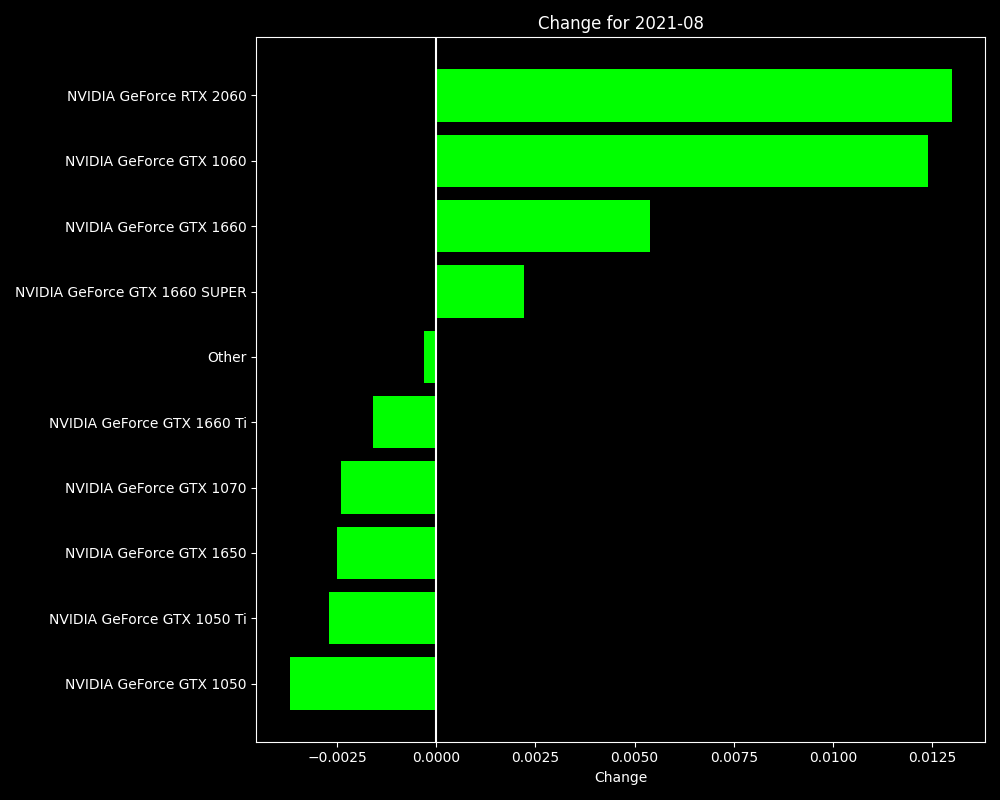 Change for 2021-08
NVIDIA GeForce RTX 2060
NVIDIA GeForce GTX 1060
NVIDIA GeForce GTX 1660
NVIDIA GeForce GTX 1660 SUPER
Other
NVIDIA GeForce GTX 1660 Ti
NVIDIA GeForce GTX 1070
NVIDIA GeForce GTX 1650
NVIDIA GeForce GTX 1050 Ti
NVIDIA GeForce GTX 1050
−0.0025 0.0000 0.0025 0.0050 0.0075 0.0100 0.0125
Change